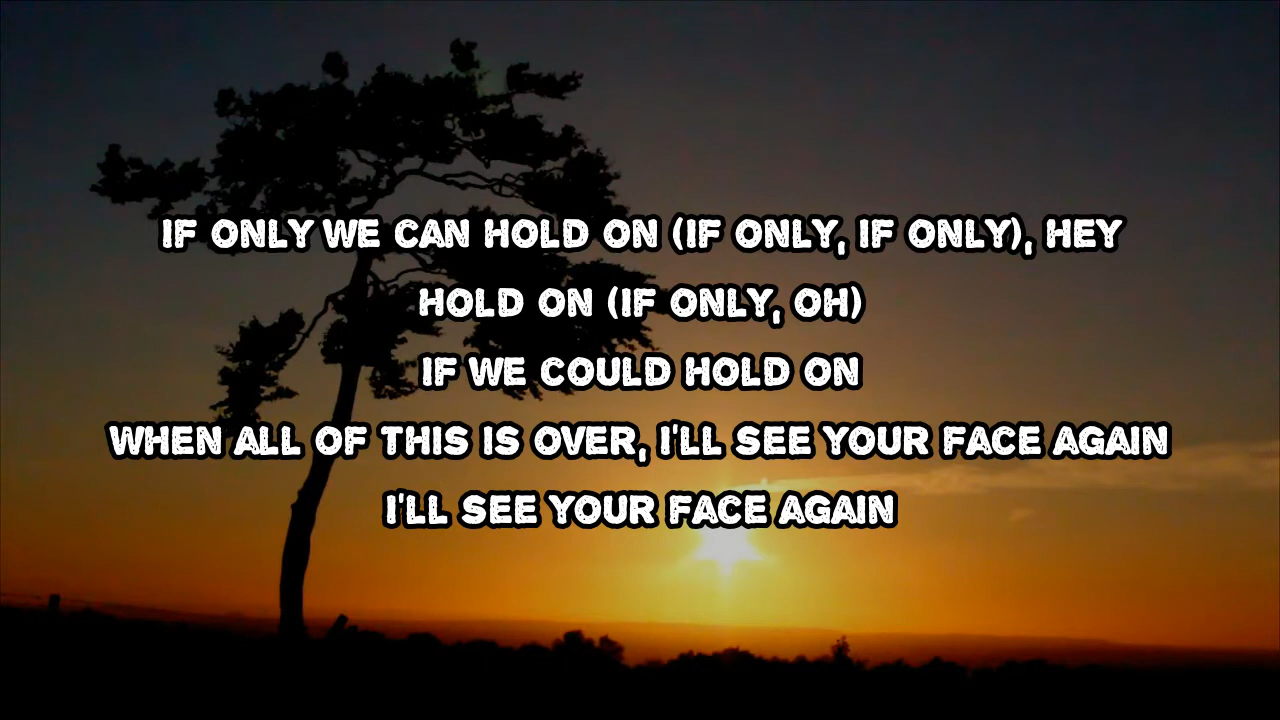 IF ONLY WE CAN HOLD ON (IF ONLY, IF ONLY), HEY
HOLD ON (IF ONLY, OH)
IF WE COULD HOLD ON
WHEN ALL OF THIS IS OVER, I'LL SEE YOUR FACE AGAIN
I'LL SEE YOUR FACE AGAIN